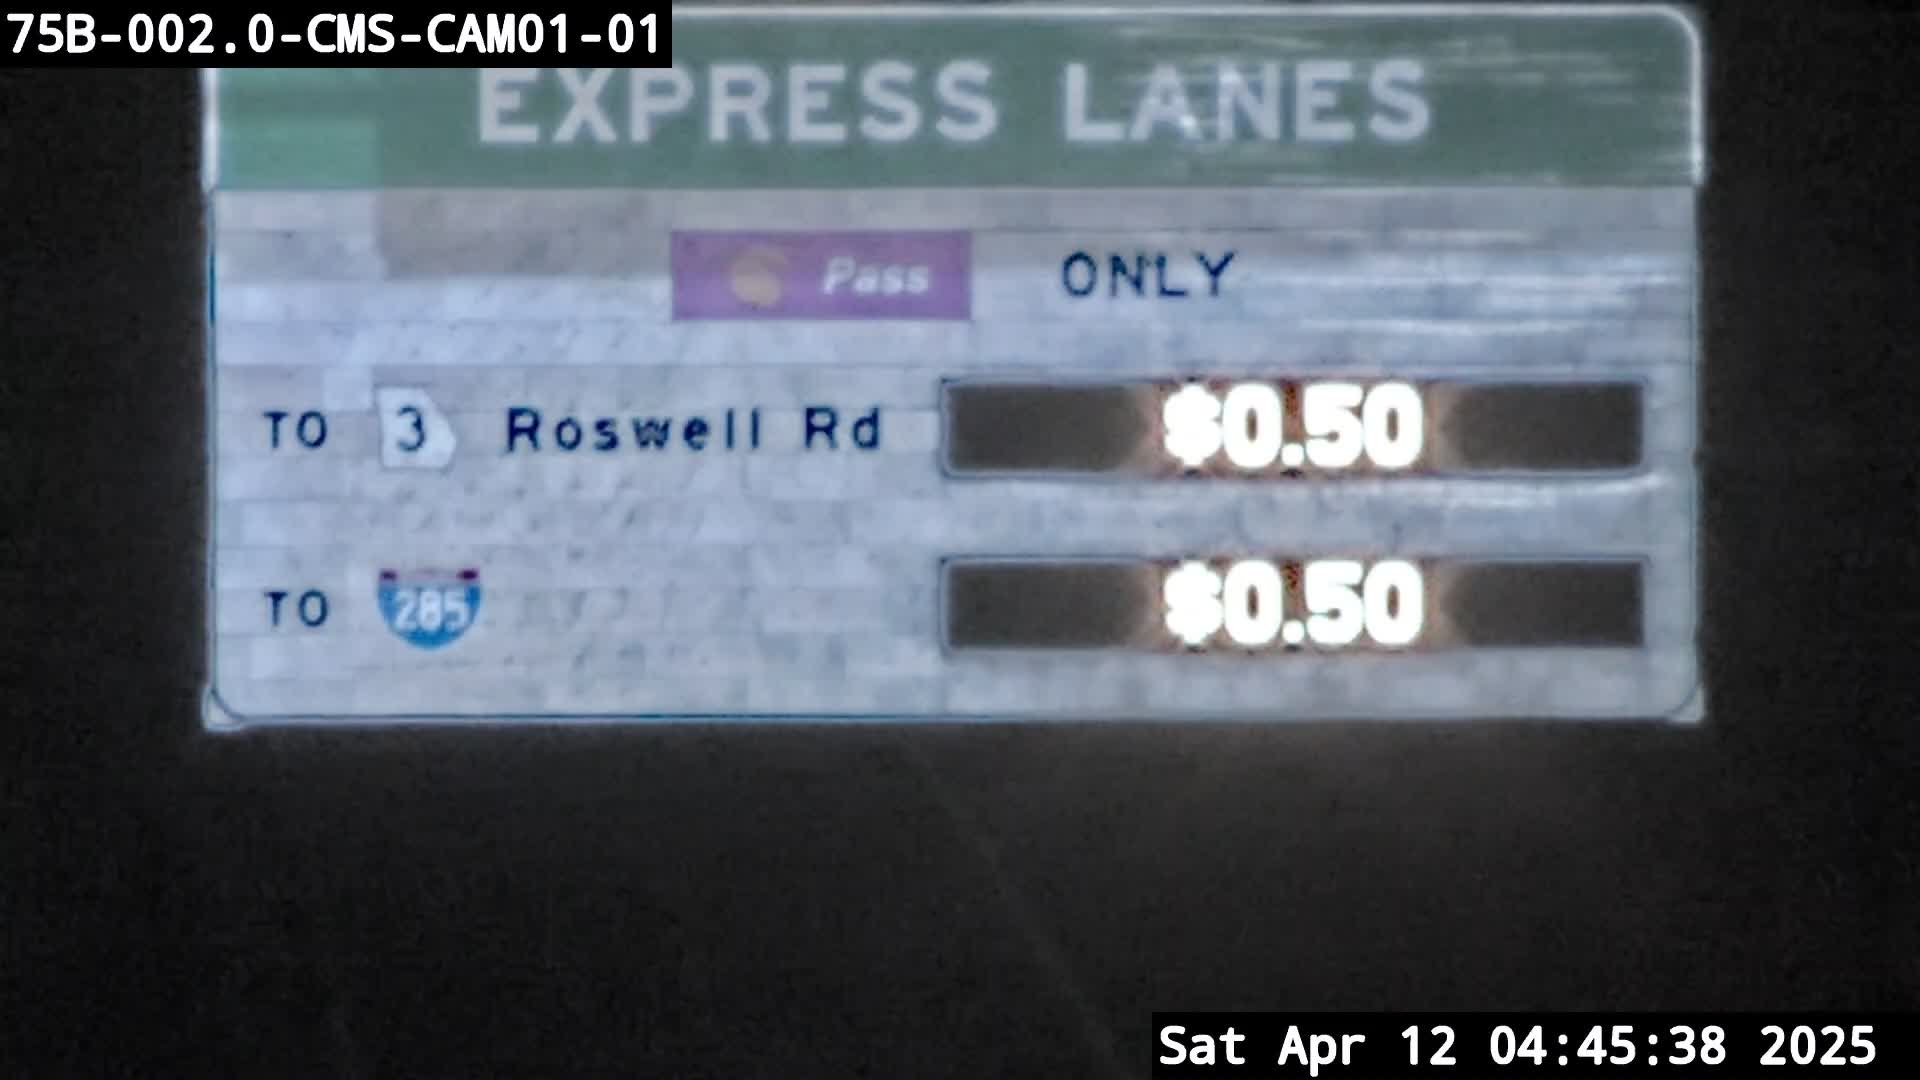 75B-002.0-CMS-CAM01-01
EXPRESS LANES
Pass ONLY
TO 3 Roswell Rd $0.50
TO 285 $0.50
Sat Apr 12 04:45:38 2025